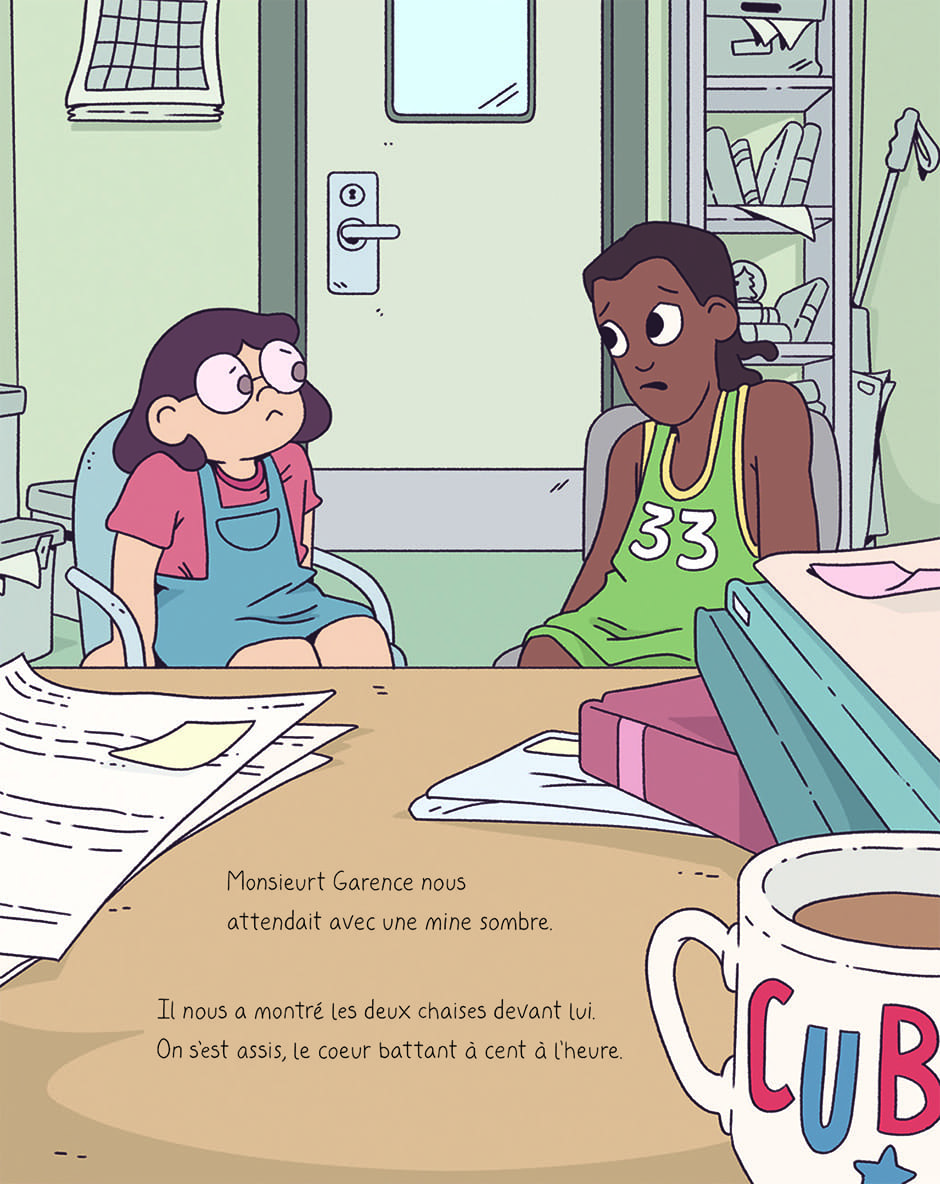 33
Monsieurt Garence nous
attendait avec une mine sombre.
Il nous a montré les deux chaises devant lui.
On s'est assis, le coeur battant à cent à l'heure.
CUB